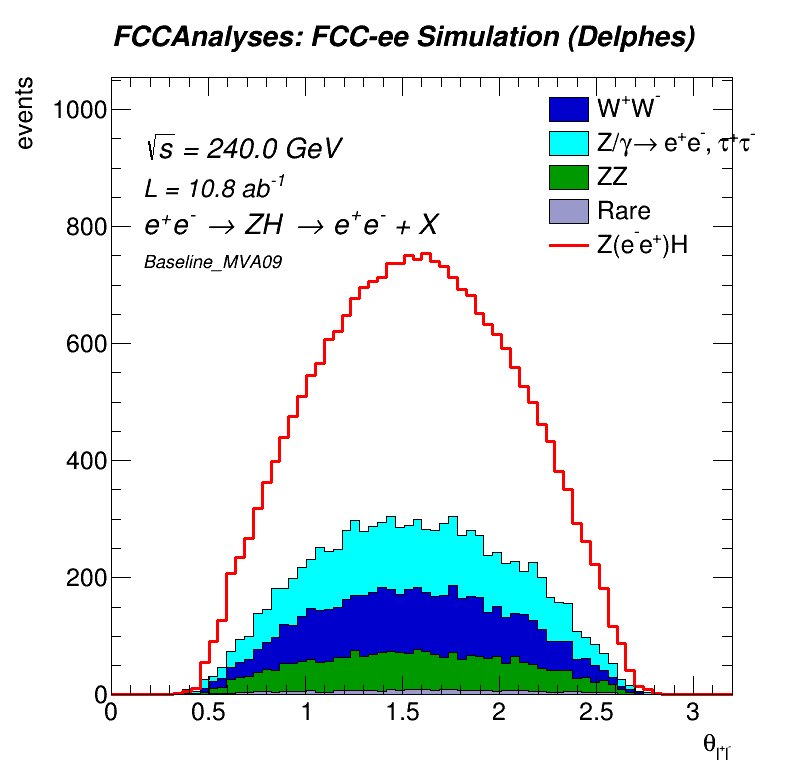 FCCAnalyses: FCC-ee Simulation (Delphes)
events
1000
800
600
400
200
0
√s = 240.0 GeV
L = 10.8 ab⁻¹
e⁺e⁻ → ZH → e⁺e⁻ + X
Baseline_MVA09
W⁺W⁻
Z/γ→ e⁺e⁻, τ⁺τ⁻
ZZ
Rare
Z(e⁻e⁺)H
0 0.5 1 1.5 2 2.5 3
θ_l⁺l⁻